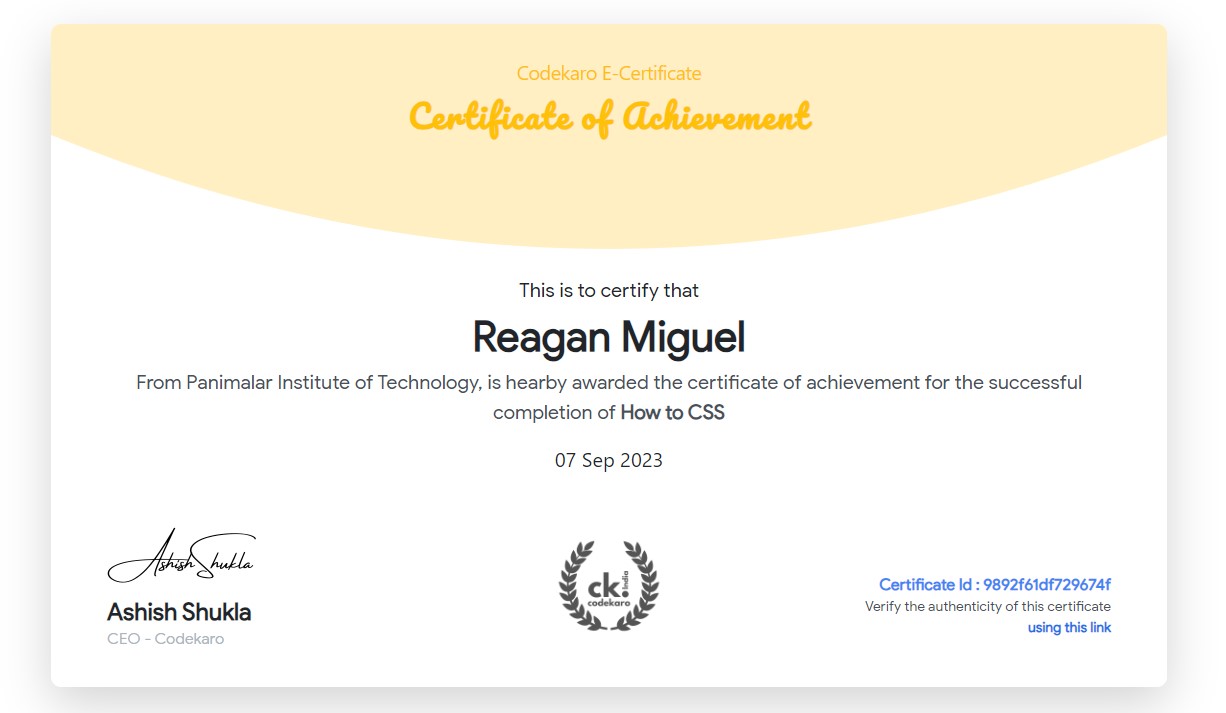 Codekaro E-Certificate
Certificate of Achievement
This is to certify that
Reagan Miguel
From Panimalar Institute of Technology, is hearby awarded the certificate of achievement for the successful
completion of How to CSS
07 Sep 2023
Ashish Shukla
Ashish Shukla
CEO - Codekaro
ck! India
codekaro
Certificate Id : 9892f61df729674f
Verify the authenticity of this certificate
using this link